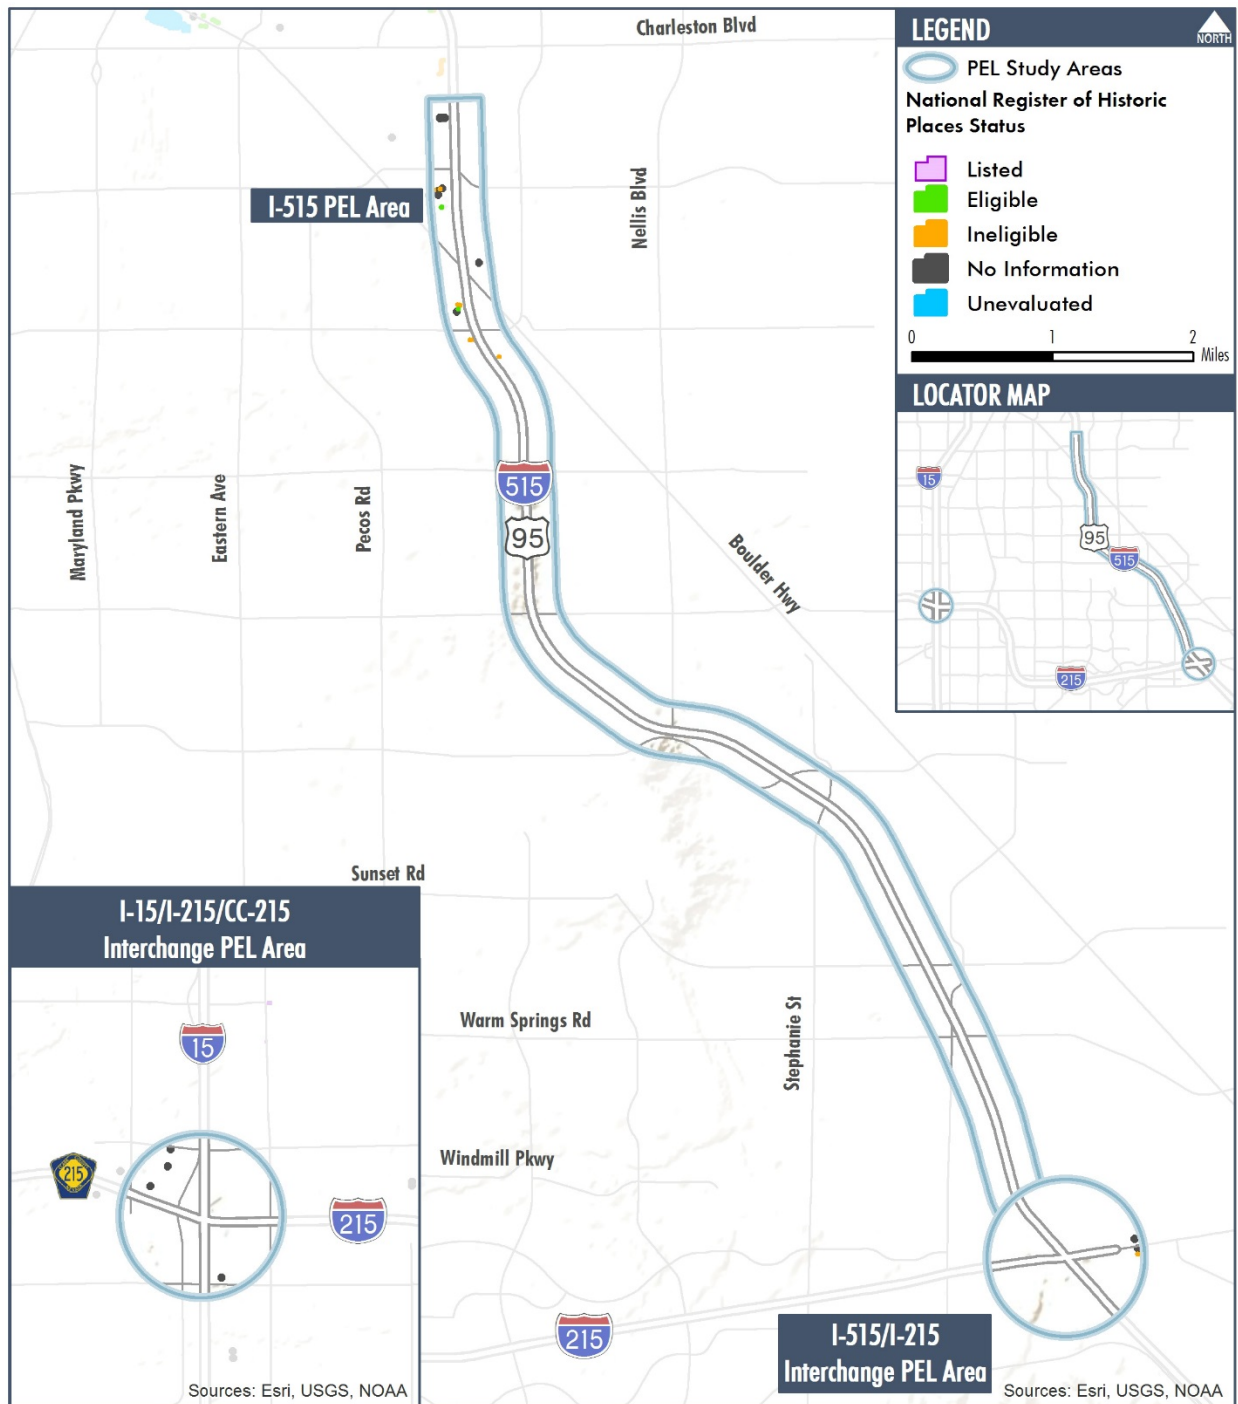 Charleston Blvd
LEGEND
NORTH
PEL Study Areas
National Register of Historic
Places Status
Listed
Eligible
Ineligible
No Information
Unevaluated
0 1 2
Miles
LOCATOR MAP
15
95
515
215
I-515 PEL Area
Nellis Blvd
Maryland Pkwy
Eastern Ave
Pecos Rd
515
95
Boulder Hwy
Sunset Rd
I-15/I-215/CC-215
Interchange PEL Area
15
215
215
Sources: Esri, USGS, NOAA
Warm Springs Rd
Stephanie St
Windmill Pkwy
215
I-515/I-215
Interchange PEL Area
Sources: Esri, USGS, NOAA